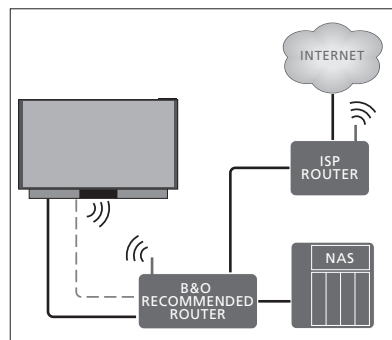 INTERNET
ISP
ROUTER
NAS
B&O
RECOMMENDED
ROUTER